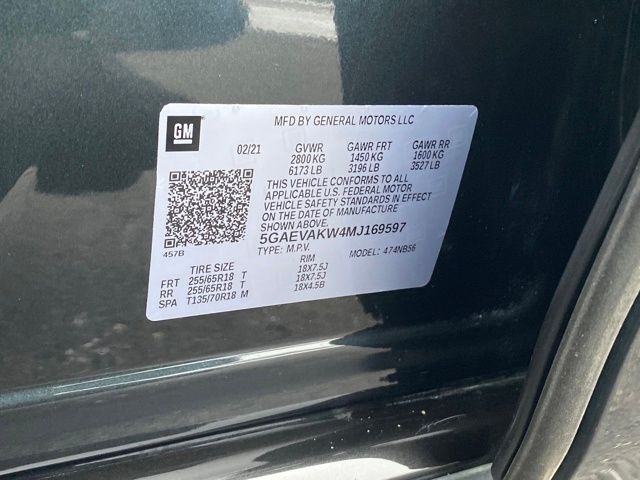 GM
MFD BY GENERAL MOTORS LLC
02/21 GVWR GAWR FRT GAWR RR
2800 KG 1450 KG 1600 KG
6173 LB 3196 LB 3527 LB
THIS VEHICLE CONFORMS TO ALL
APPLICABLE U.S. FEDERAL MOTOR
VEHICLE SAFETY STANDARDS IN EFFECT
ON THE DATE OF MANUFACTURE
SHOWN ABOVE.
5GAEVAKW4MJ169597
457B
TYPE: M.P.V. MODEL: 474NB56
TIRE SIZE RIM
FRT 255/65R18 T 18X7.5J
RR 255/65R18 T 18X7.5J
SPA T135/70R18 M 18X4.5B